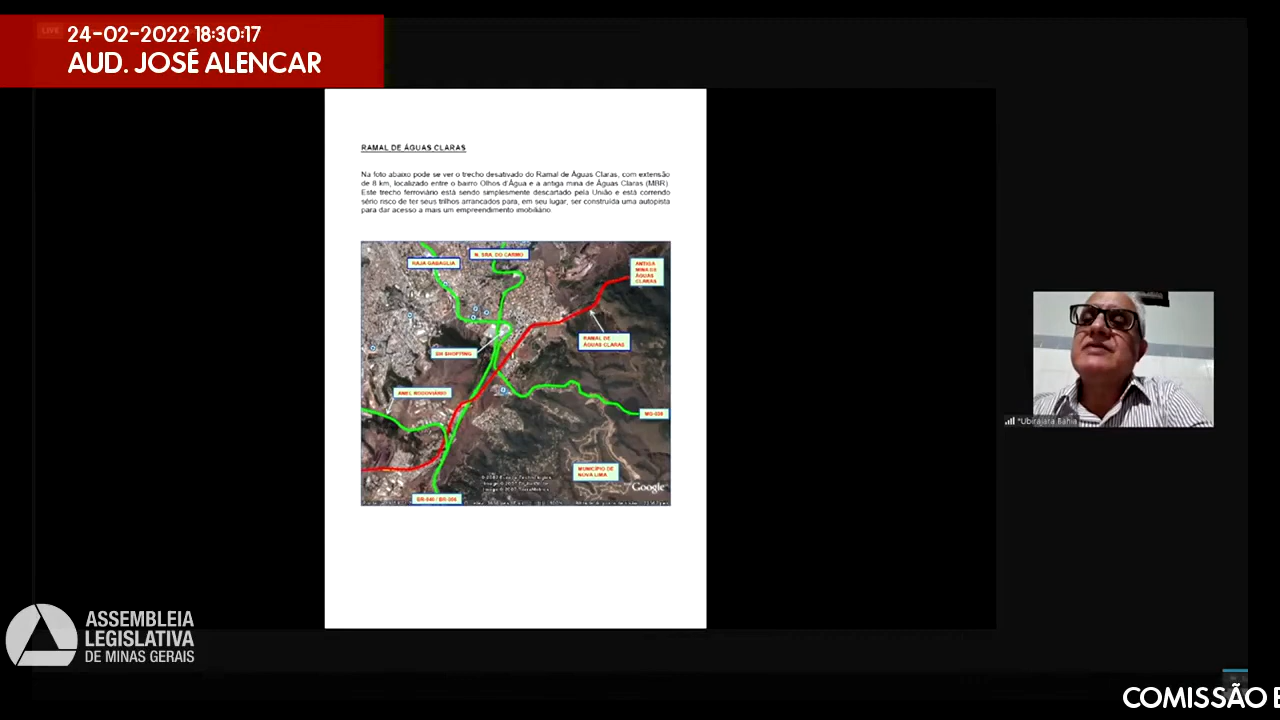 LIVE
24-02-2022 18:30:17
AUD. JOSÉ ALENCAR
RAMAL DE ÁGUAS CLARAS
Na foto abaixo pode se ver o trecho desativado do Ramal de Águas Claras, com extensão
de 8 km, localizado entre o bairro Olhos d'Água e a antiga mina de Águas Claras (MBR).
Este trecho ferroviário está sendo simplesmente descartado pela União e está correndo
sério risco de ter seus trilhos arrancados para, em seu lugar, ser construída uma autopista
para dar acesso a mais um empreendimento imobiliário.
RAJA GABAGLIA
N. SRA. DO CARMO
ANTIGA
MINA DE
ÁGUAS
CLARAS
RAMAL DE
ÁGUAS CLARAS
BH SHOPPING
ANEL RODOVIÁRIO
MG-030
MUNICÍPIO DE
NOVA LIMA
Google
*Ubirajara Bahia
ASSEMBLEIA
LEGISLATIVA
DE MINAS GERAIS
COMISSÃO E